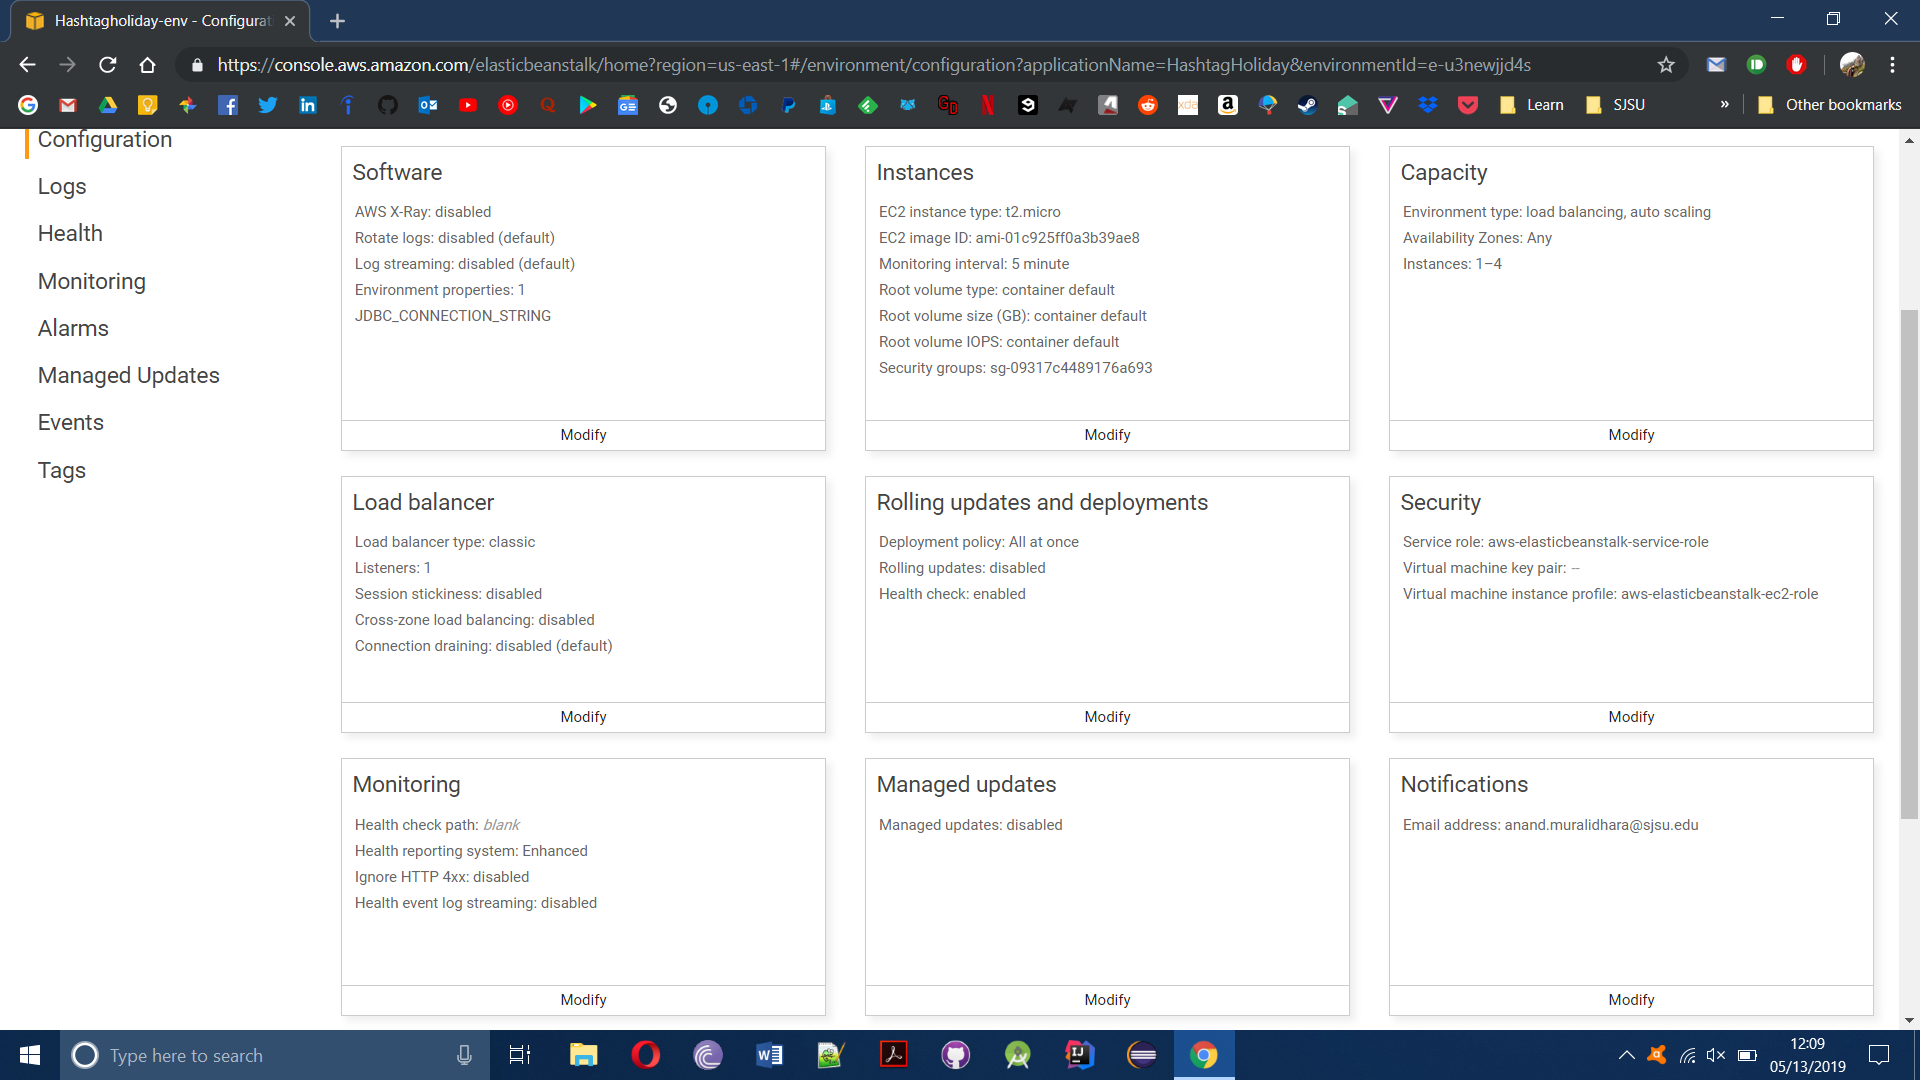 Hashtagholiday-env - Configurat
https://console.aws.amazon.com/elasticbeanstalk/home?region=us-east-1#/environment/configuration?applicationName=HashtagHoliday&environmentId=e-u3newjjd4s
Learn
SJSU
»
Other bookmarks
Configuration
Logs
Health
Monitoring
Alarms
Managed Updates
Events
Tags
Software
AWS X-Ray: disabled
Rotate logs: disabled (default)
Log streaming: disabled (default)
Environment properties: 1
JDBC_CONNECTION_STRING
Modify
Instances
EC2 instance type: t2.micro
EC2 image ID: ami-01c925ff0a3b39ae8
Monitoring interval: 5 minute
Root volume type: container default
Root volume size (GB): container default
Root volume IOPS: container default
Security groups: sg-09317c4489176a693
Modify
Capacity
Environment type: load balancing, auto scaling
Availability Zones: Any
Instances: 1–4
Modify
Load balancer
Load balancer type: classic
Listeners: 1
Session stickiness: disabled
Cross-zone load balancing: disabled
Connection draining: disabled (default)
Modify
Rolling updates and deployments
Deployment policy: All at once
Rolling updates: disabled
Health check: enabled
Modify
Security
Service role: aws-elasticbeanstalk-service-role
Virtual machine key pair: --
Virtual machine instance profile: aws-elasticbeanstalk-ec2-role
Modify
Monitoring
Health check path: blank
Health reporting system: Enhanced
Ignore HTTP 4xx: disabled
Health event log streaming: disabled
Modify
Managed updates
Managed updates: disabled
Modify
Notifications
Email address: anand.muralidhara@sjsu.edu
Modify
Type here to search
12:09
05/13/2019